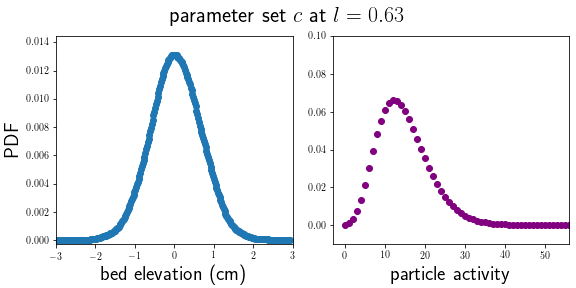 parameter set c at l = 0.63
PDF
0.014
0.012
0.010
0.008
0.006
0.004
0.002
0.000
−3 −2 −1 0 1 2 3
bed elevation (cm)
0.10
0.08
0.06
0.04
0.02
0.00
0 10 20 30 40 50
particle activity